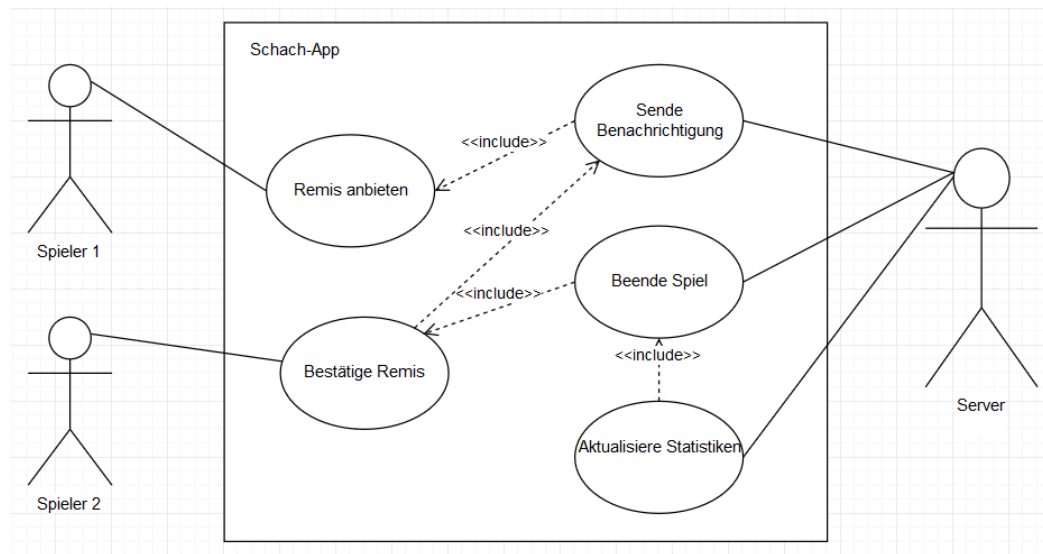 Schach-App
Sende
Benachrichtigung
<<include>>
Remis anbieten
Spieler 1
<<include>>
Beende Spiel
<<include>>
<<include>>
Bestätige Remis
Server
Aktualisiere Statistiken
Spieler 2